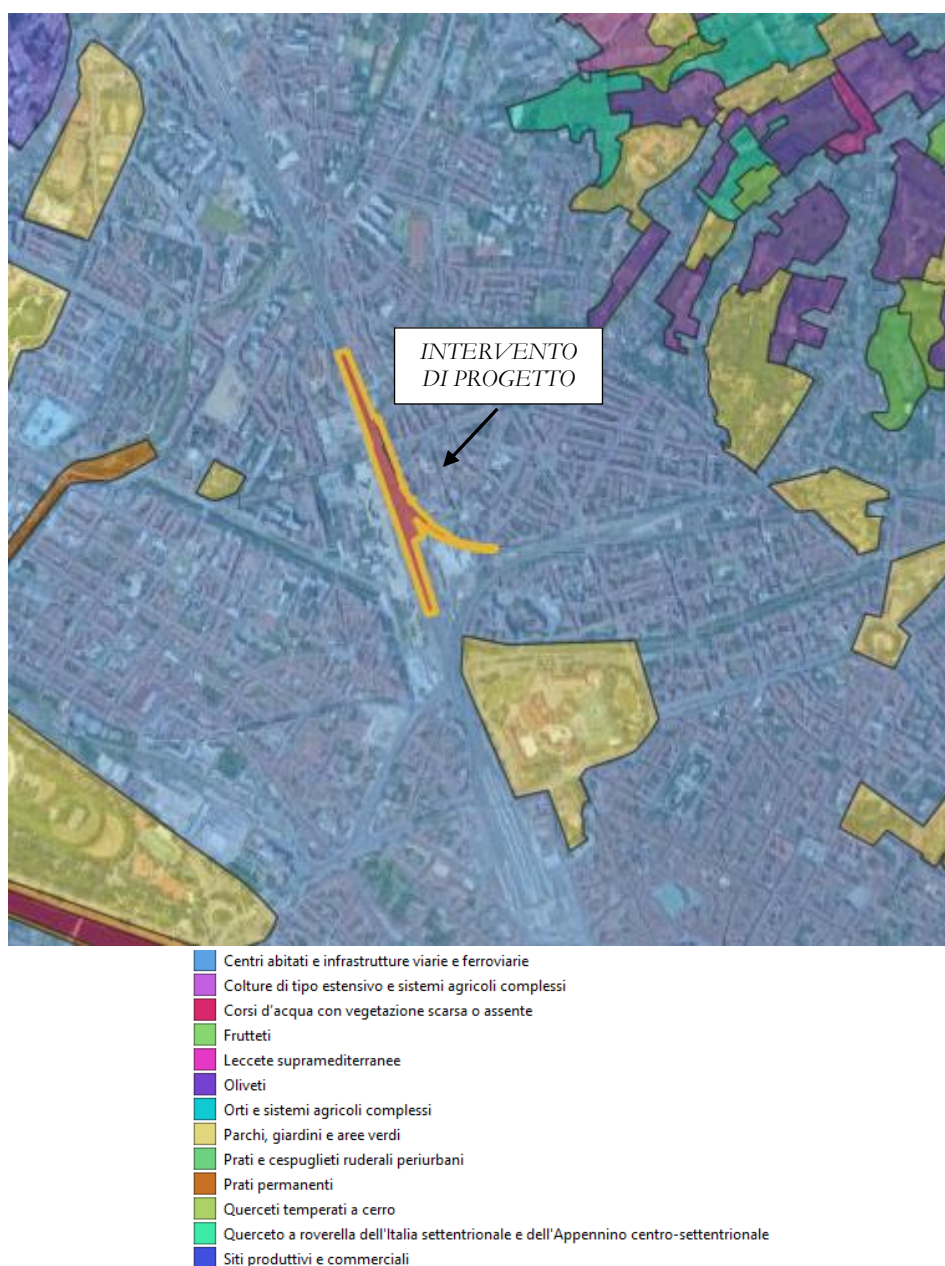 INTERVENTO
DI PROGETTO
Centri abitati e infrastrutture viarie e ferroviarie
Colture di tipo estensivo e sistemi agricoli complessi
Corsi d'acqua con vegetazione scarsa o assente
Frutteti
Leccete supramediterranee
Oliveti
Orti e sistemi agricoli complessi
Parchi, giardini e aree verdi
Prati e cespuglieti ruderali periurbani
Prati permanenti
Querceti temperati a cerro
Querceto a roverella dell'Italia settentrionale e dell'Appennino centro-settentrionale
Siti produttivi e commerciali